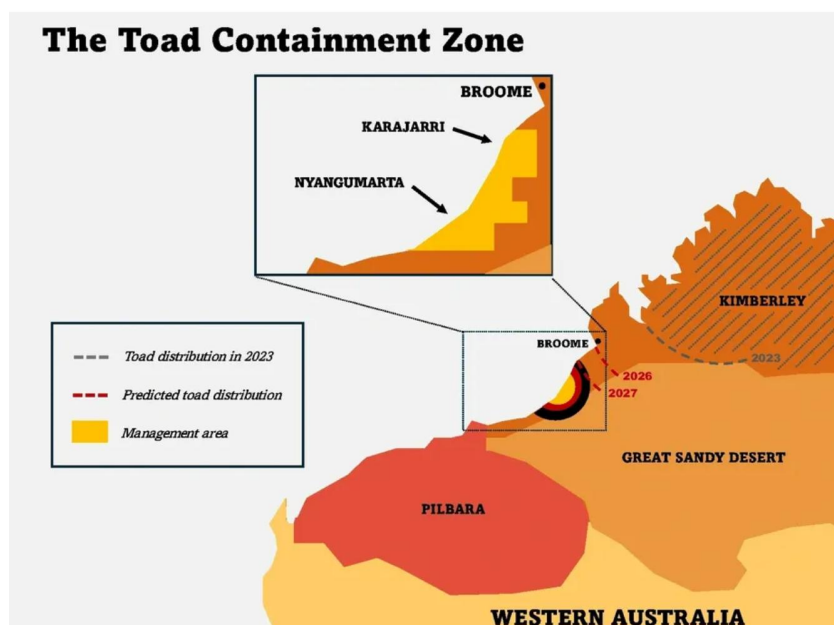 The Toad Containment Zone
BROOME
KARAJARRI
NYANGUMARTA
KIMBERLEY
BROOME
2023
2026
2027
Toad distribution in 2023
Predicted toad distribution
Management area
GREAT SANDY DESERT
PILBARA
WESTERN AUSTRALIA